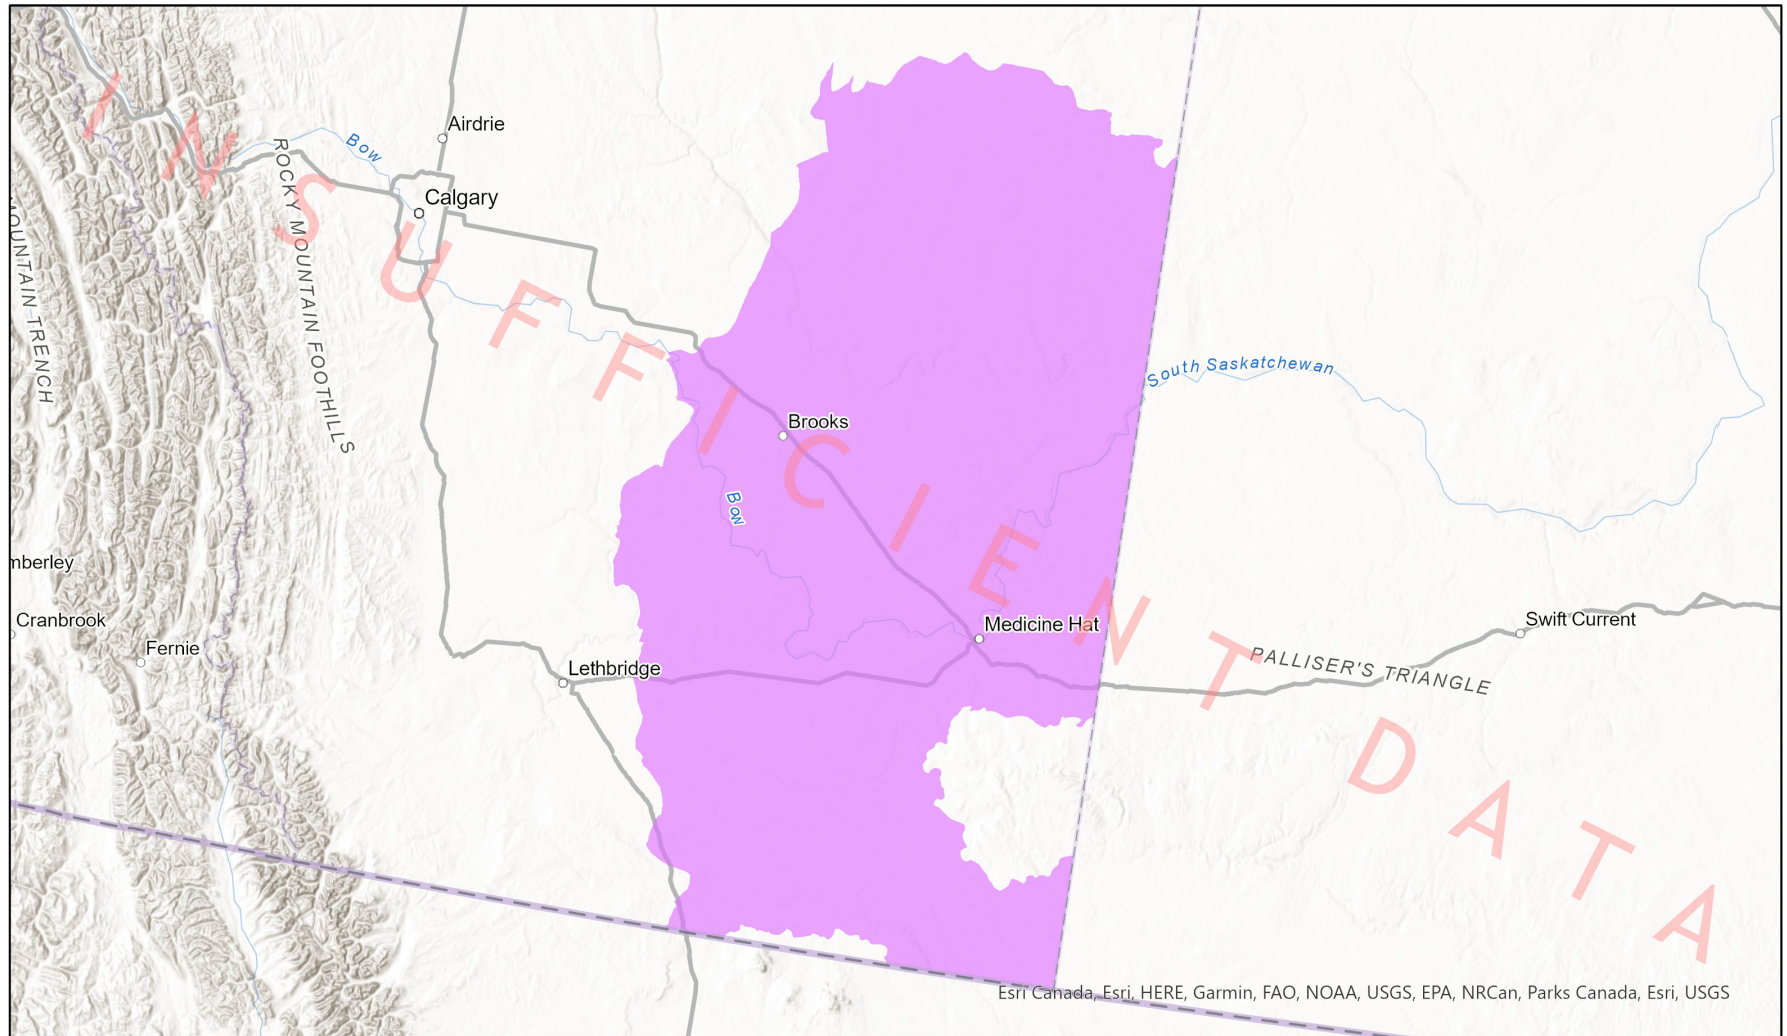 INSUFFICIENT DATA
Airdrie
Bow
Calgary
ROCKY MOUNTAIN FOOTHILLS
MOUNTAIN TRENCH
South Saskatchewan
Brooks
Bow
mberley
Cranbrook
Fernie
Medicine Hat
Swift Current
Lethbridge
PALLISER'S TRIANGLE
Esri Canada, Esri, HERE, Garmin, FAO, NOAA, USGS, EPA, NRCan, Parks Canada, Esri, USGS